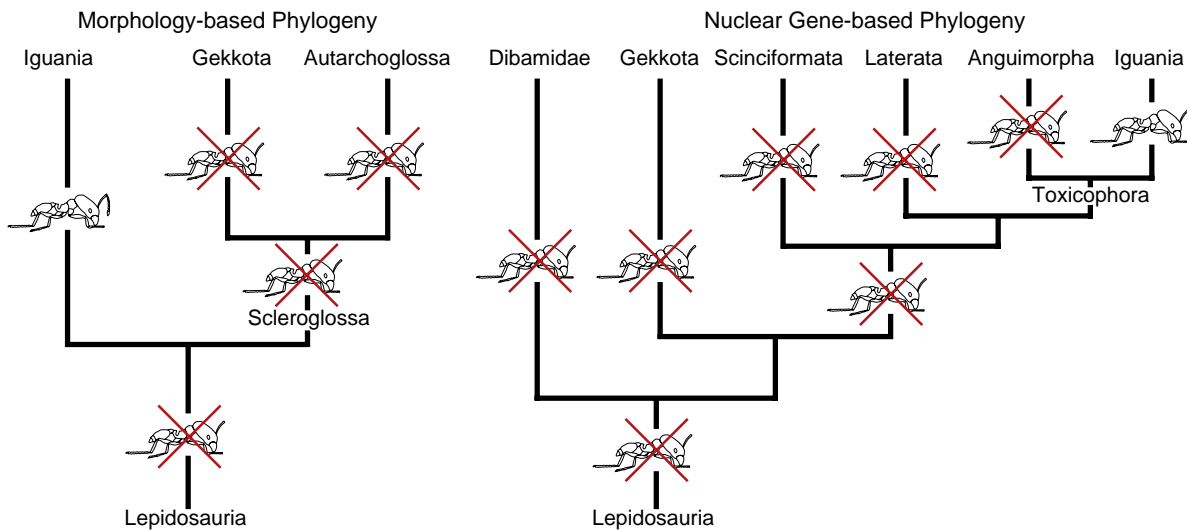 Morphology-based Phylogeny
Iguania
Gekkota
Autarchoglossa
Scleroglossa
Lepidosauria
Nuclear Gene-based Phylogeny
Dibamidae
Gekkota
Scinciformata
Laterata
Anguimorpha
Iguania
Toxicophora
Lepidosauria